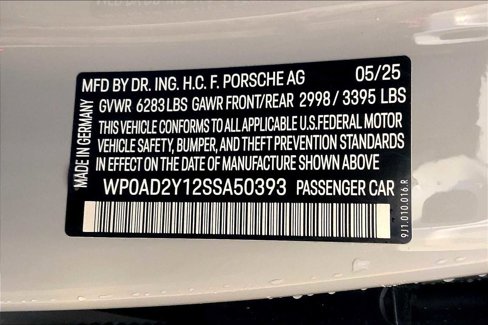 MFD BY DR. ING. H.C. F. PORSCHE AG 05/25
GVWR 6283 LBS GAWR FRONT/REAR 2998 / 3395 LBS
THIS VEHICLE CONFORMS TO ALL APPLICABLE U.S.FEDERAL MOTOR
VEHICLE SAFETY, BUMPER, AND THEFT PREVENTION STANDARDS
IN EFFECT ON THE DATE OF MANUFACTURE SHOWN ABOVE
WP0AD2Y12SSA50393 PASSENGER CAR
MADE IN GERMANY
9J1.010.016.R